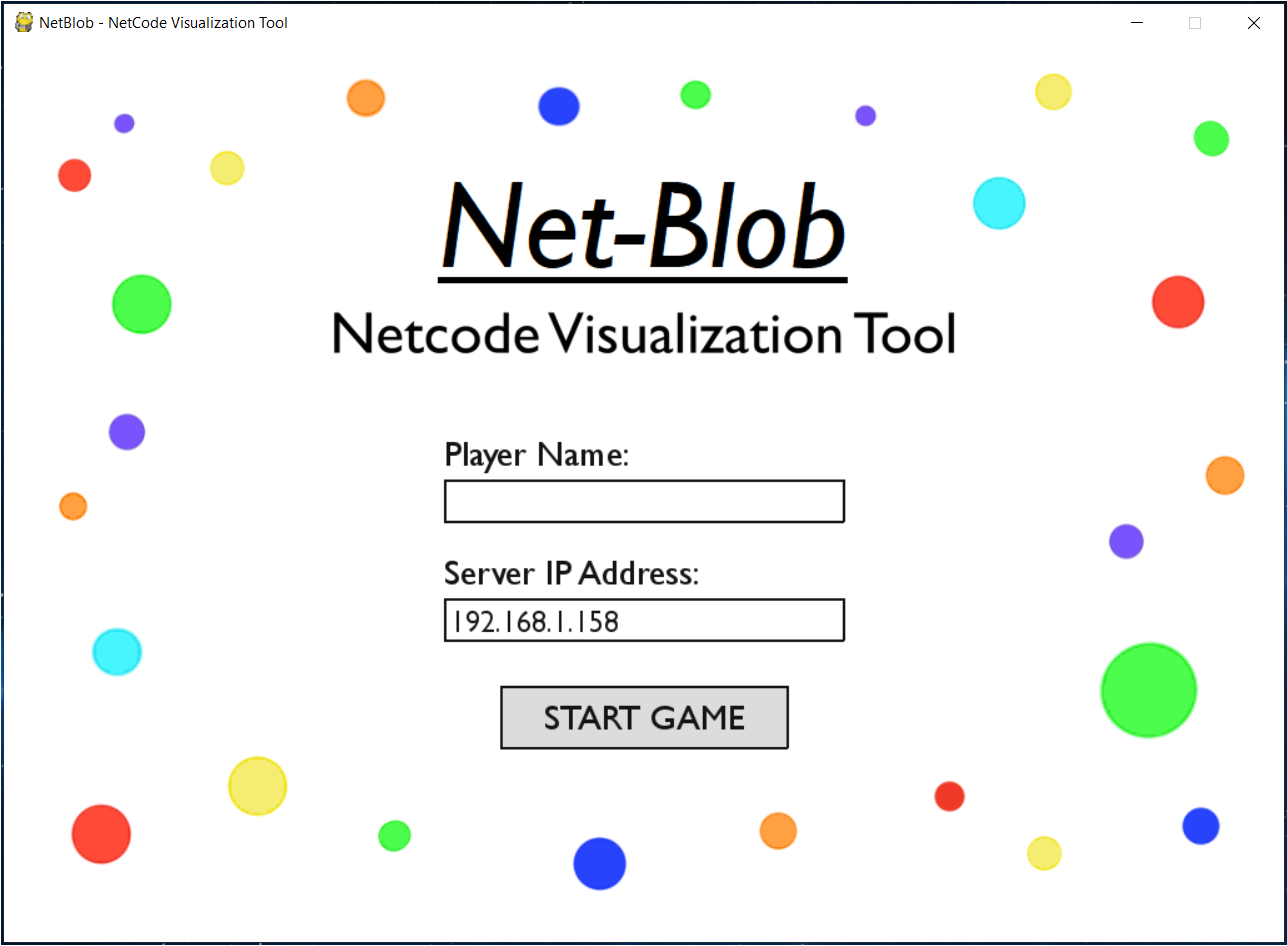 NetBlob - NetCode Visualization Tool
Net-Blob
Netcode Visualization Tool
Player Name:
Server IP Address:
192.168.1.158
START GAME